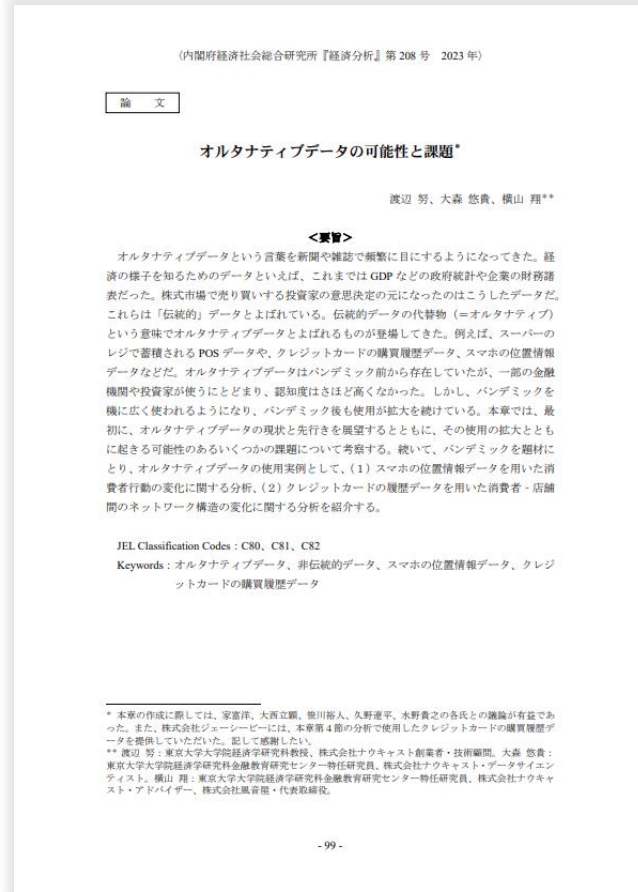 （内閣府経済社会総合研究所『経済分析』第 208 号　2023 年）
論　文
オルタナティブデータの可能性と課題*
渡辺 努、大森 悠貴、横山 翔**
＜要旨＞
オルタナティブデータという言葉を新聞や雑誌で頻繁に目にするようになってきた。経
済の様子を知るためのデータといえば、これまでは GDP などの政府統計や企業の財務諸
表だった。株式市場で売り買いする投資家の意思決定の元になったのはこうしたデータだ。
これらは「伝統的」データとよばれている。伝統的データの代替物（＝オルタナティブ）
という意味でオルタナティブデータとよばれるものが登場してきた。例えば、スーパーの
レジで蓄積される POS データや、クレジットカードの購買履歴データ、スマホの位置情報
データなどだ。オルタナティブデータはパンデミック前から存在していたが、一部の金融
機関や投資家が使うにとどまり、認知度はさほど高くなかった。しかし、パンデミックを
機に広く使われるようになり、パンデミック後も使用が拡大を続けている。本章では、最
初に、オルタナティブデータの現状と先行きを展望するとともに、その使用の拡大ととも
に起きる可能性のあるいくつかの課題について考察する。続いて、パンデミックを題材に
とり、オルタナティブデータの使用実例として、（1）スマホの位置情報データを用いた消
費者行動の変化に関する分析、（2）クレジットカードの履歴データを用いた消費者 - 店舗
間のネットワーク構造の変化に関する分析を紹介する。
JEL Classification Codes：C80、C81、C82
Keywords：オルタナティブデータ、非伝統的データ、スマホの位置情報データ、クレジ
ットカードの購買履歴データ
* 本章の作成に際しては、家富洋、大西立顕、笹川裕人、久野遼平、水野貴之の各氏との議論が有益であ
った。また、株式会社ジェーシービーには、本章第 4 節の分析で使用したクレジットカードの購買履歴デ
ータを提供していただいた。記して感謝したい。
** 渡辺 努：東京大学大学院経済学研究科教授、株式会社ナウキャスト創業者・技術顧問。大森 悠貴：
東京大学大学院経済学研究科金融教育研究センター特任研究員、株式会社ナウキャスト・データサイエン
ティスト。横山 翔：東京大学大学院経済学研究科金融教育研究センター特任研究員、株式会社ナウキャ
スト・アドバイザー、株式会社風音屋・代表取締役。
- 99 -